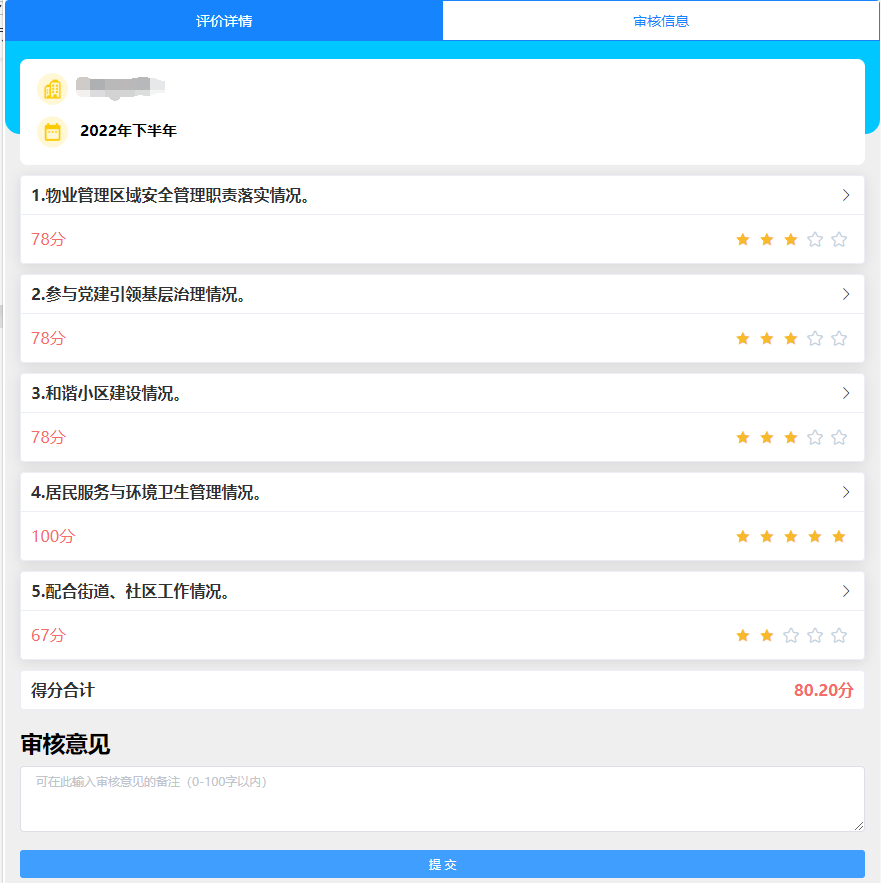 评价详情
审核信息
2022年下半年
1.物业管理区域安全管理职责落实情况。
78分
2.参与党建引领基层治理情况。
78分
3.和谐小区建设情况。
78分
4.居民服务与环境卫生管理情况。
100分
5.配合街道、社区工作情况。
67分
得分合计
80.20分
审核意见
可在此输入审核意见的备注（0-100字以内）
提 交